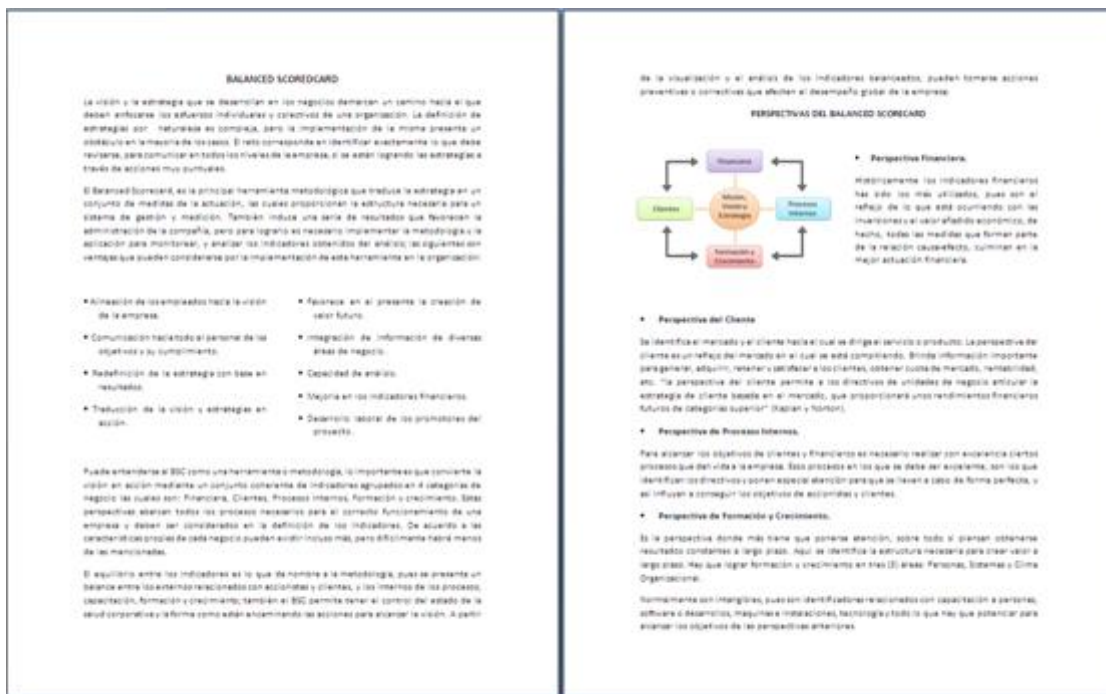 BALANCED SCOREDCARD
La visión y la estrategia que se desarrollan en los negocios demarcan un camino hacia el que
deben enfocarse los esfuerzos individuales y colectivos de una organización. La definición de
estrategias por naturaleza es compleja, pero la implementación de la misma presenta un
obstáculo en la mayoría de los casos. El reto corresponde en identificar exactamente lo que debe
revisarse, para comunicar en todos los niveles de la empresa, si se están logrando las estrategias a
través de acciones muy puntuales.
El Balanced Scorecard, es la principal herramienta metodológica que traduce la estrategia en un
conjunto de medidas de la actuación, las cuales proporcionan la estructura necesaria para un
sistema de gestión y medición. También induce una serie de resultados que favorecen la
administración de la compañía, pero para lograrlo es necesario implementar la metodología y la
aplicación para monitorear, y analizar los indicadores obtenidos del análisis; las siguientes son
ventajas que pueden considerarse por la implementación de esta herramienta en la organización:
• Alineación de los empleados hacia la visión
de la empresa.
• Comunicación hacia todo el personal de los
objetivos y su cumplimiento.
• Redefinición de la estrategia con base en
resultados.
• Traducción de la visión y estrategias en
acción.
• Favorece en el presente la creación de
valor futuro.
• Integración de información de diversas
áreas de negocio.
• Capacidad de análisis.
• Mejoría en los indicadores financieros.
• Desarrollo laboral de los promotores del
proyecto.
Puede entenderse al BSC como una herramienta o metodología, lo importante es que convierte la
visión en acción mediante un conjunto coherente de indicadores agrupados en 4 categorías de
negocio las cuales son: Financiera, Clientes, Procesos Internos, Formación y crecimiento. Estas
perspectivas abarcan todos los procesos necesarios para el correcto funcionamiento de una
empresa y deben ser considerados en la definición de los indicadores. De acuerdo a las
características propias de cada negocio pueden existir incluso más, pero difícilmente habrá menos
de las mencionadas.
El equilibrio entre los indicadores es lo que da nombre a la metodología, pues se presenta un
balance entre los externos relacionados con accionistas y clientes, y los internos de los procesos,
capacitación, formación y crecimiento; también el BSC permite tener el control del estado de la
salud corporativa y la forma como están encaminando las acciones para alcanzar la visión. A partir
de la visualización y el análisis de los indicadores balanceados, pueden tomarse acciones
preventivas o correctivas que afecten el desempeño global de la empresa.
PERSPECTIVAS DEL BALANCED SCORECARD
Financiera
Clientes
Misión,
Visión y
Estrategia
Procesos
Internos
Formación y
Crecimiento
• Perspectiva Financiera.
Históricamente los indicadores financieros
han sido los más utilizados, pues son el
reflejo de lo que está ocurriendo con las
inversiones y el valor añadido económico, de
hecho, todas las medidas que forman parte
de la relación causa-efecto, culminan en la
mejor actuación financiera.
• Perspectiva del Cliente
Se identifica el mercado y el cliente hacia el cual se dirige el servicio o producto. La perspectiva del
cliente es un reflejo del mercado en el cual se está compitiendo. Brinda información importante
para generar, adquirir, retener y satisfacer a los clientes, obtener cuota de mercado, rentabilidad,
etc. "la perspectiva del cliente permite a los directivos de unidades de negocio articular la
estrategia de cliente basada en el mercado, que proporcionará unos rendimientos financieros
futuros de categorías superior" (Kaplan y Norton).
• Perspectiva de Procesos Internos.
Para alcanzar los objetivos de clientes y financieros es necesario realizar con excelencia ciertos
procesos que dan vida a la empresa. Esos procesos en los que se debe ser excelente, son los que
identifican los directivos y ponen especial atención para que se lleven a cabo de forma perfecta, y
así influyan a conseguir los objetivos de accionistas y clientes.
• Perspectiva de Formación y Crecimiento.
Es la perspectiva donde más tiene que ponerse atención, sobre todo si piensan obtenerse
resultados constantes a largo plazo. Aquí se identifica la estructura necesaria para crear valor a
largo plazo. Hay que lograr formación y crecimiento en tres (3) áreas: Personas, Sistemas y Clima
Organizacional.
Normalmente son intangibles, pues son identificadores relacionados con capacitación a personas,
software o desarrollos, máquinas e instalaciones, tecnología y todo lo que hay que potenciar para
alcanzar los objetivos de las perspectivas anteriores.